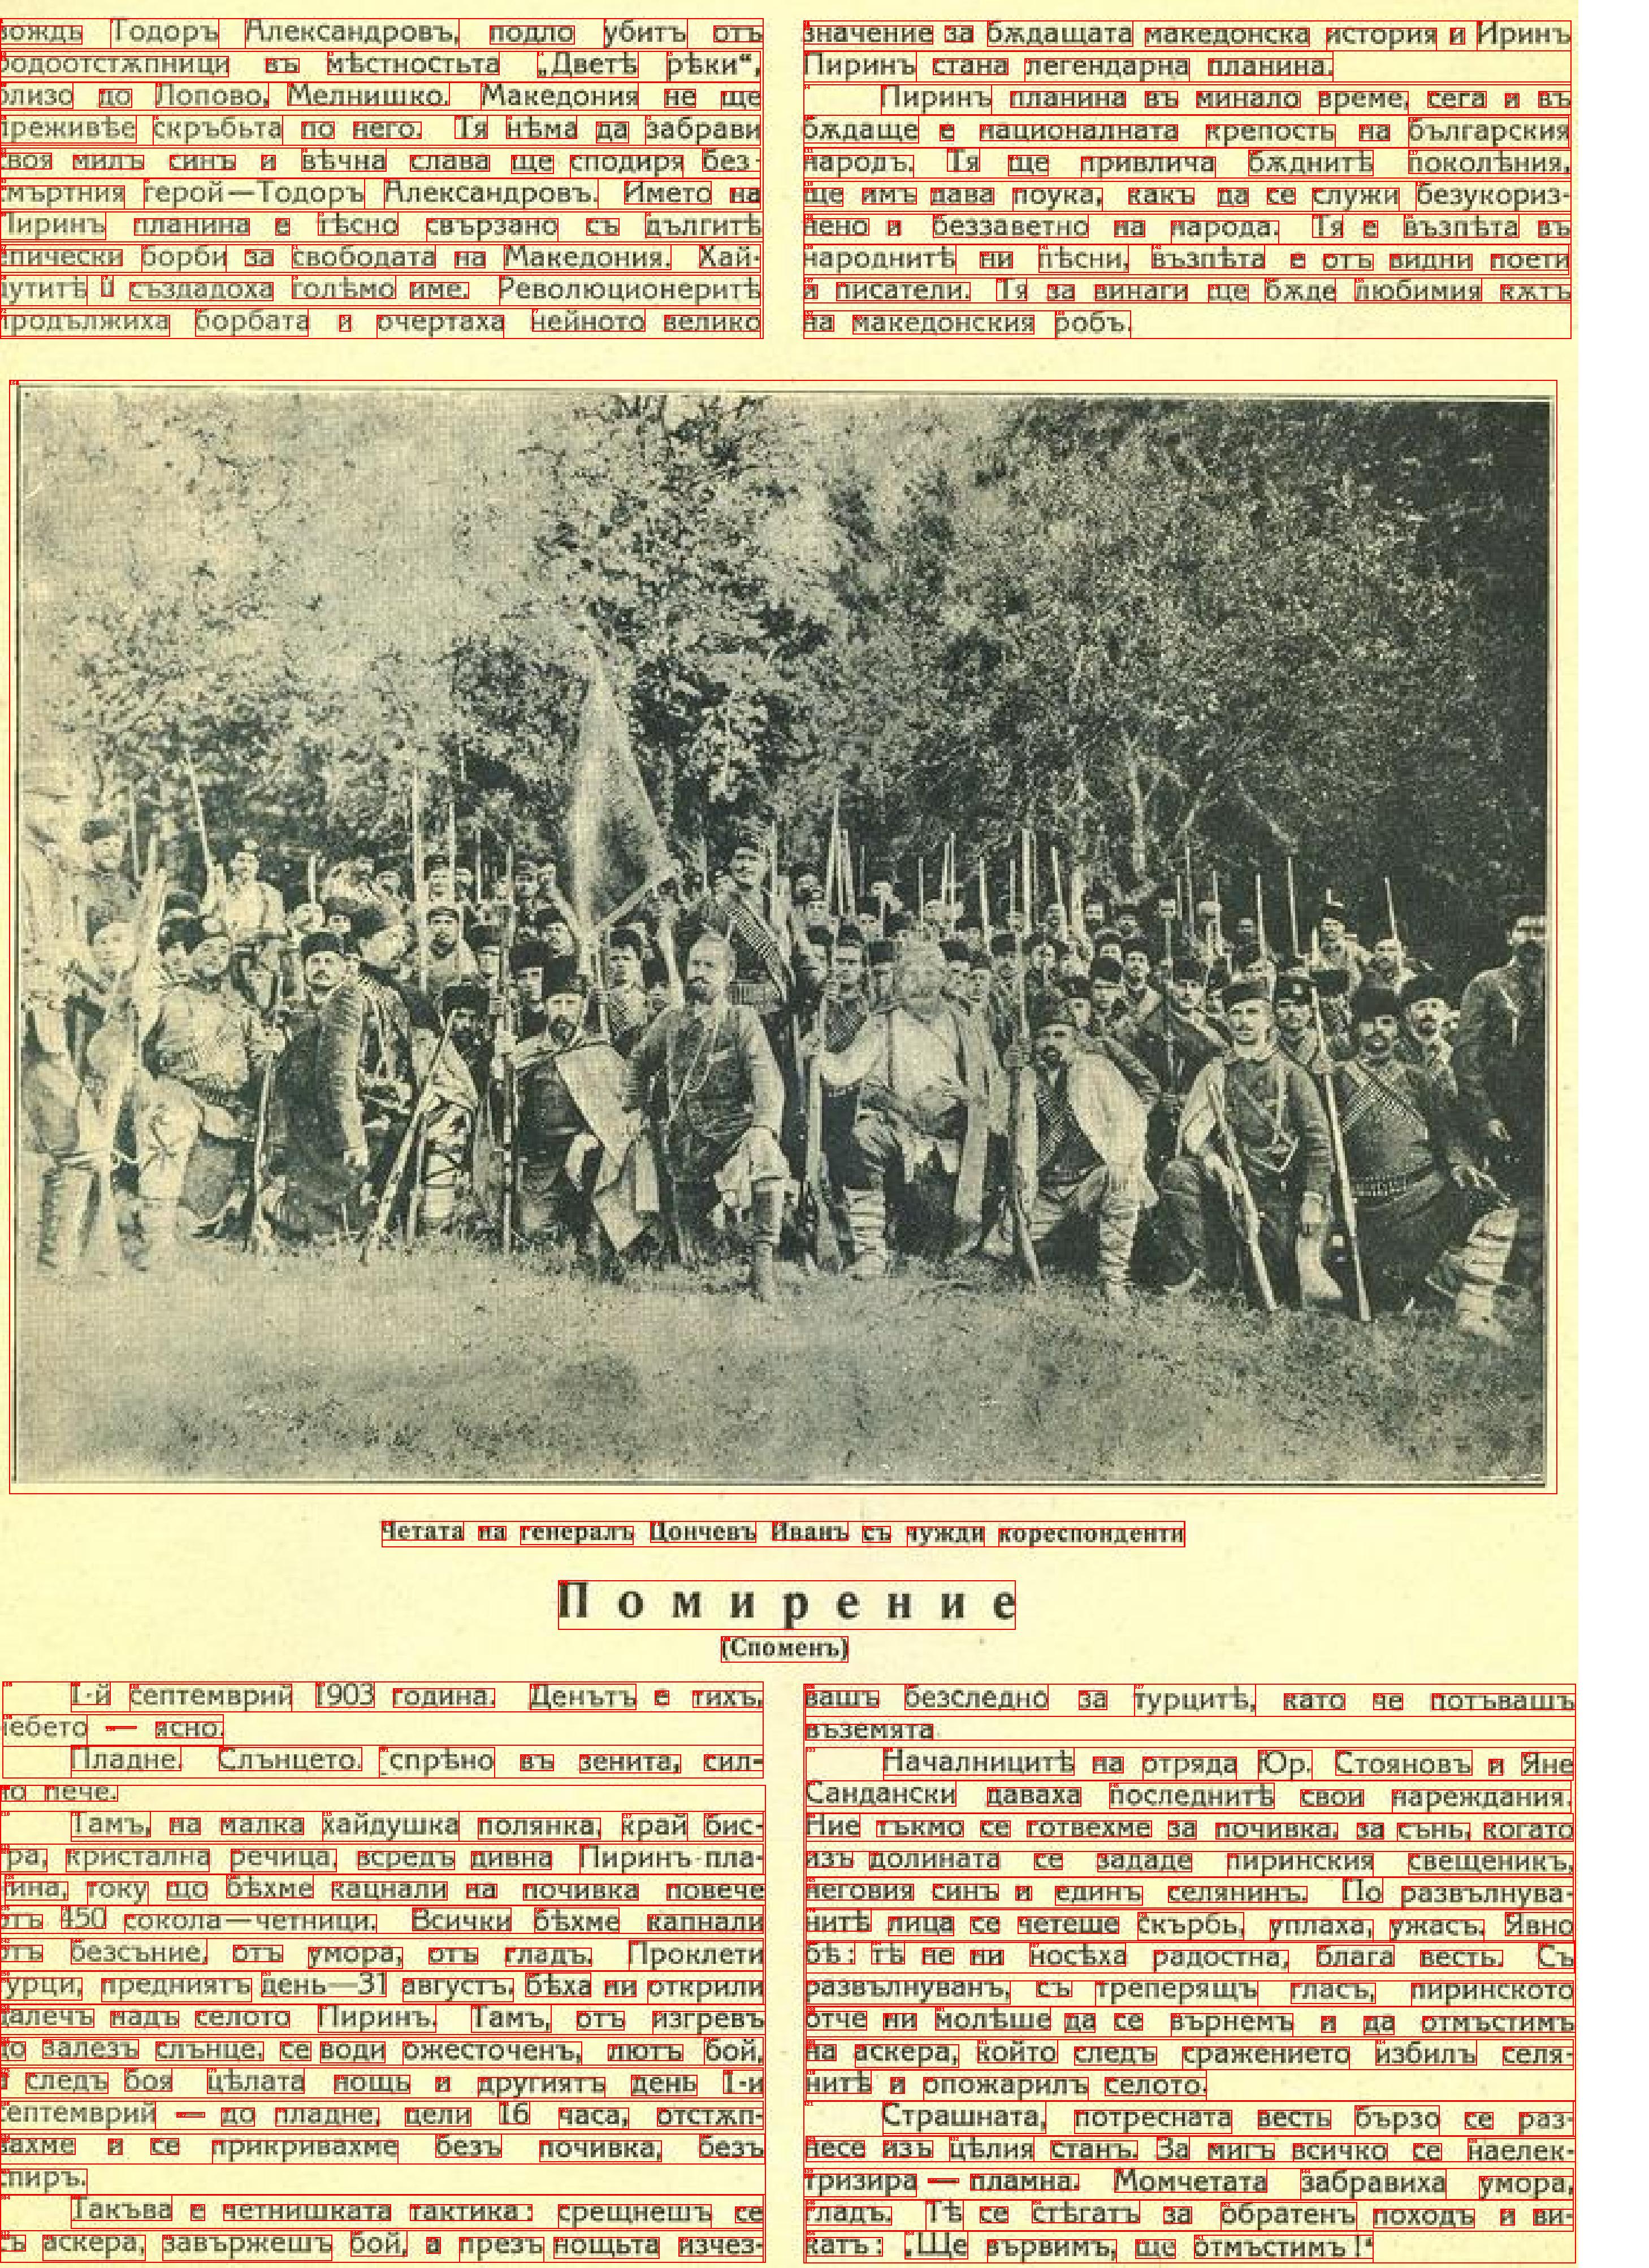 вождь Тодоръ Александровъ, подло убитъ отъ
родоотстѫпници въ мѣстностьта „Дветѣ рѣки“,
близо до Лопово, Мелнишко. Македония не ще
преживѣе скръбьта по него. Тя нѣма да забрави
своя милъ синъ и вѣчна слава ще сподиря без-
смъртния герой—Тодоръ Александровъ. Името на
Пиринъ планина е тѣсно свързано съ дългитѣ
епически борби за свободата на Македония. Хай-
дутитѣ ѝ създадоха голѣмо име. Революционеритѣ
продължиха борбата и очертаха нейното велико
значение за бѫдащата македонска история и Иринъ
Пиринъ стана легендарна планина.
Пиринъ планина въ минало време, сега и въ
бѫдаще е националната крепость на българския
народъ. Тя ще привлича бѫднитѣ поколѣния,
ще имъ дава поука, какъ да се служи безукориз-
нено и беззаветно на народа. Тя е възпѣта въ
народнитѣ ни пѣсни, възпѣта е отъ видни поети
и писатели. Тя за винаги ще бѫде любимия кѫтъ
на македонския робъ.
Четата на генералъ Цончевъ Иванъ съ чужди кореспонденти
Помирение
(Споменъ)
1-й септемврий 1903 година. Деньтъ е тихъ,
небето — ясно.
Пладне. Слънцето. спрѣно въ зенита, сил-
но пече.
Тамъ, на малка хайдушка полянка, край бис-
ра, кристална речица, всредъ дивна Пиринъ-пла-
нина, току що бѣхме кацнали на почивка повече
отъ 450 сокола—четници. Всички бѣхме капнали
отъ безсъние, отъ умора, отъ гладъ. Проклети
турци, предниятъ день—31 августъ, бѣха ни открили
далечъ надъ селото Пиринъ. Тамъ, отъ изгревъ
до залезъ слънце, се води ожесточенъ, лютъ бой,
и следъ боя цѣлата нощь и другиятъ день 1-и
септемврий — до пладне, цели 16 часа, отстѫп-
вахме и се прикривахме безъ почивка, безъ
спиръ.
Такъва е четнишката тактика: срещнешъ се
съ аскера, завържешъ бой, а презъ нощьта изчез-
вашъ безследно за турцитѣ, като че потъвашъ
въземята.
Началницитѣ на отряда Юр. Стояновъ и Яне
Сандански даваха последнитѣ свои нареждания.
Ние тъкмо се готвехме за почивка, за сънь, когато
изъ долината се зададе пиринския свещеникъ,
неговия синъ и единъ селянинъ. По развълнува-
нитѣ лица се четеше скърбь, уплаха, ужасъ. Явно
бѣ: тѣ не ни носѣха радостна, блага весть. Съ
развълнуванъ, съ треперящъ гласъ, пиринското
отче ни молѣше да се върнемъ и да отмъстимъ
на аскера, който следъ сражението избилъ селя-
нитѣ и опожарилъ селото.
Страшната, потресната весть бързо се раз-
несе изъ цѣлия станъ. За мигъ всичко се наелек-
тризира — пламна. Момчетата забравиха умора,
гладъ. Тѣ се стѣгатъ за обратенъ походъ и ви-
катъ: „Ще вървимъ, ще отмъстимъ!“